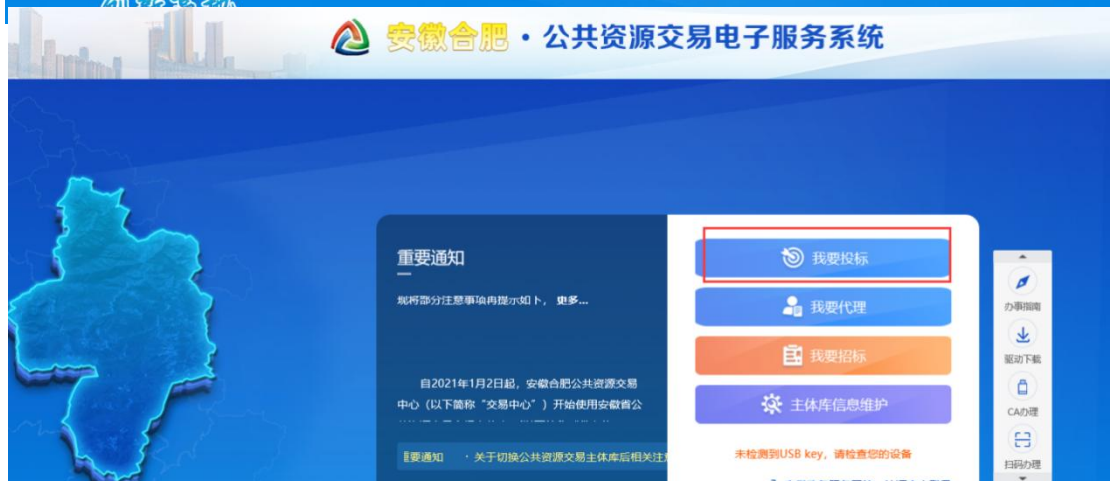 安徽合肥·公共资源交易电子服务系统
重要通知
现将部分注意事项再提示如下，更多...
自2021年1月2日起，安徽合肥公共资源交易
中心（以下简称“交易中心”）开始使用安徽省公
重要通知 ·关于切换公共资源交易主体库后相关注
我要投标
我要代理
我要招标
主体库信息维护
未检测到USB key，请检查您的设备
办事指南
驱动下载
CA办理
扫码办理